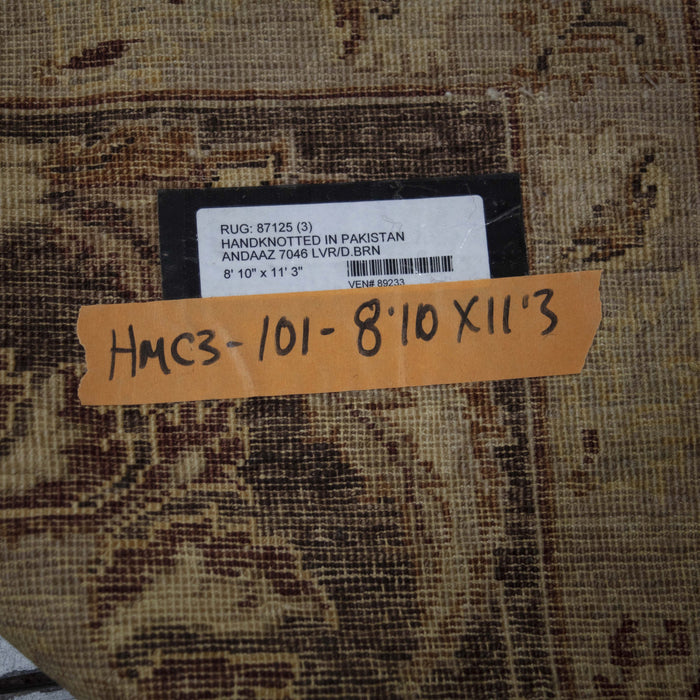 RUG: 87125 (3)
HANDKNOTTED IN PAKISTAN
ANDAAZ 7046 LVR/D.BRN
8' 10" x 11' 3"
VEN# 89233
HMC3-101-8'10 X11'3